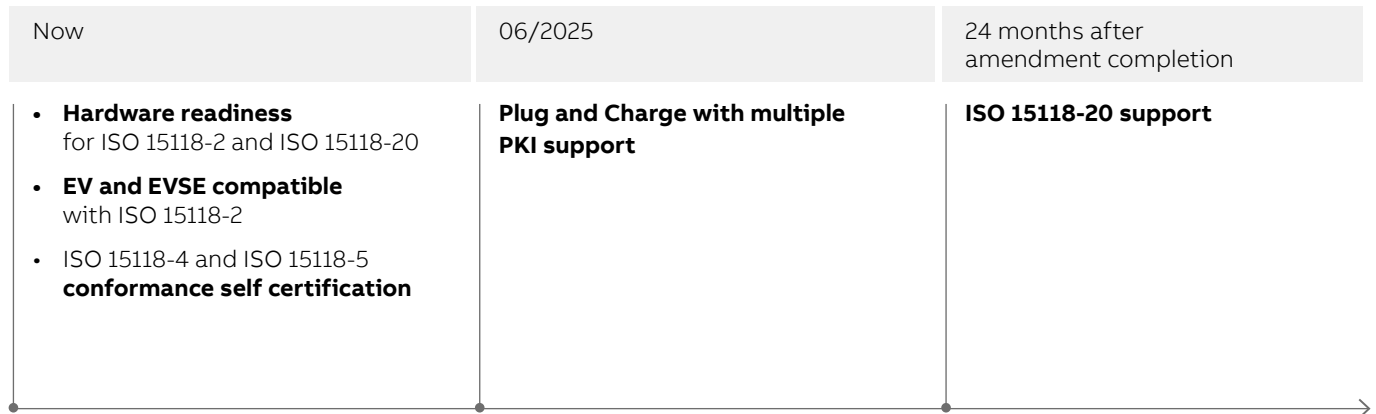 Now
06/2025
24 months after
amendment completion
• Hardware readiness
for ISO 15118-2 and ISO 15118-20
• EV and EVSE compatible
with ISO 15118-2
• ISO 15118-4 and ISO 15118-5
conformance self certification
Plug and Charge with multiple
PKI support
ISO 15118-20 support